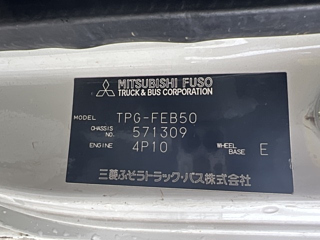 MITSUBISHI FUSO
TRUCK & BUS CORPORATION
MODEL TPG-FEB50
CHASSIS NO. 571309
ENGINE 4P10 WHEEL BASE E
三菱ふそうトラック・バス株式会社